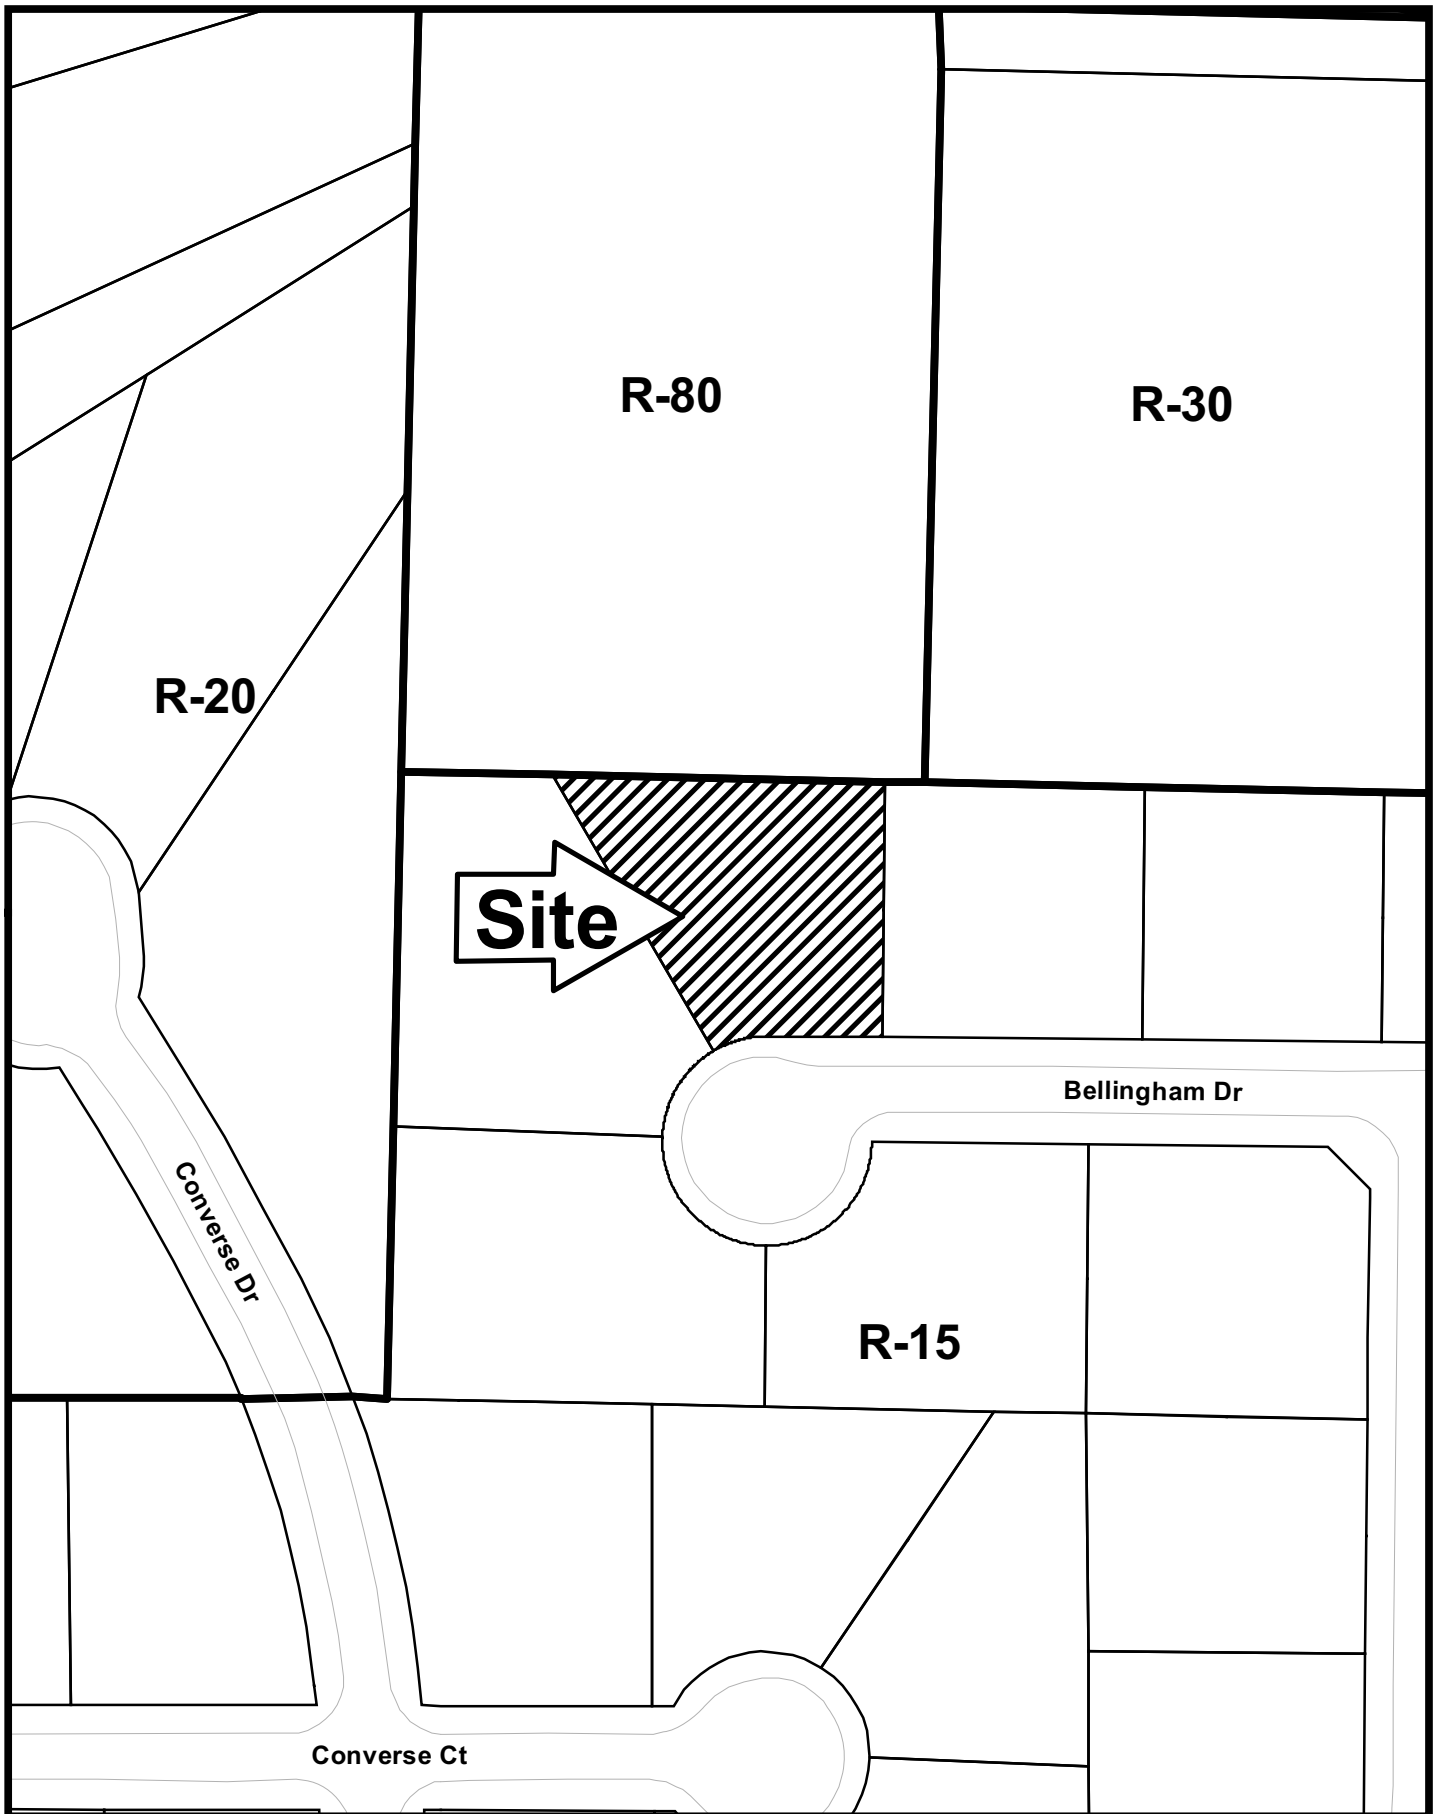 R-80
R-30
R-20
Site
Bellingham Dr
Converse Dr
R-15
Converse Ct